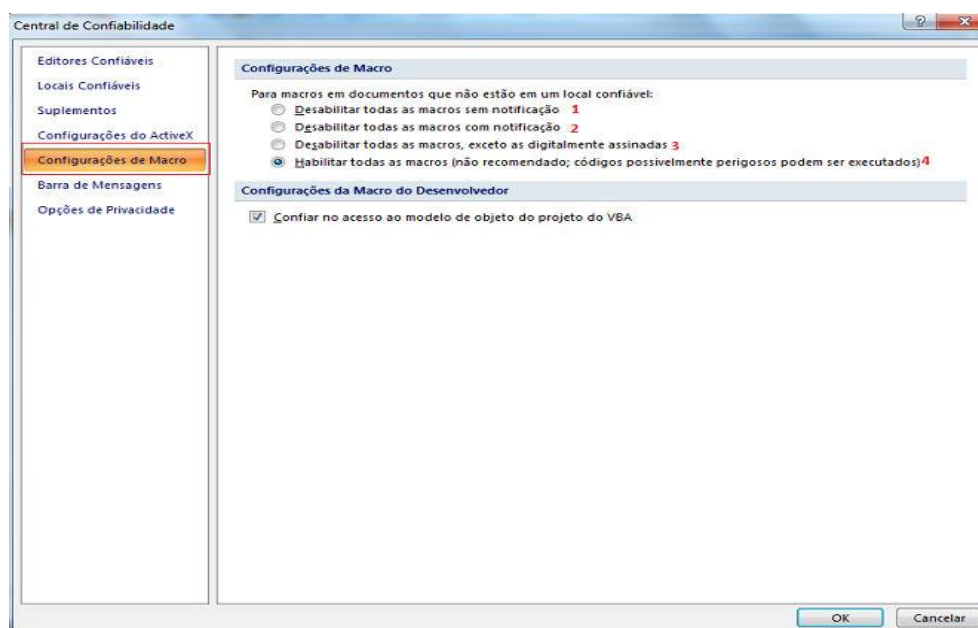 Central de Confiabilidade
Editores Confiáveis
Locais Confiáveis
Suplementos
Configurações do ActiveX
Configurações de Macro
Barra de Mensagens
Opções de Privacidade
Configurações de Macro
Para macros em documentos que não estão em um local confiável:
Desabilitar todas as macros sem notificação 1
Desabilitar todas as macros com notificação 2
Desabilitar todas as macros, exceto as digitalmente assinadas 3
Habilitar todas as macros (não recomendado; códigos possivelmente perigosos podem ser executados) 4
Configurações da Macro do Desenvolvedor
Confiar no acesso ao modelo de objeto do projeto do VBA
OK Cancelar